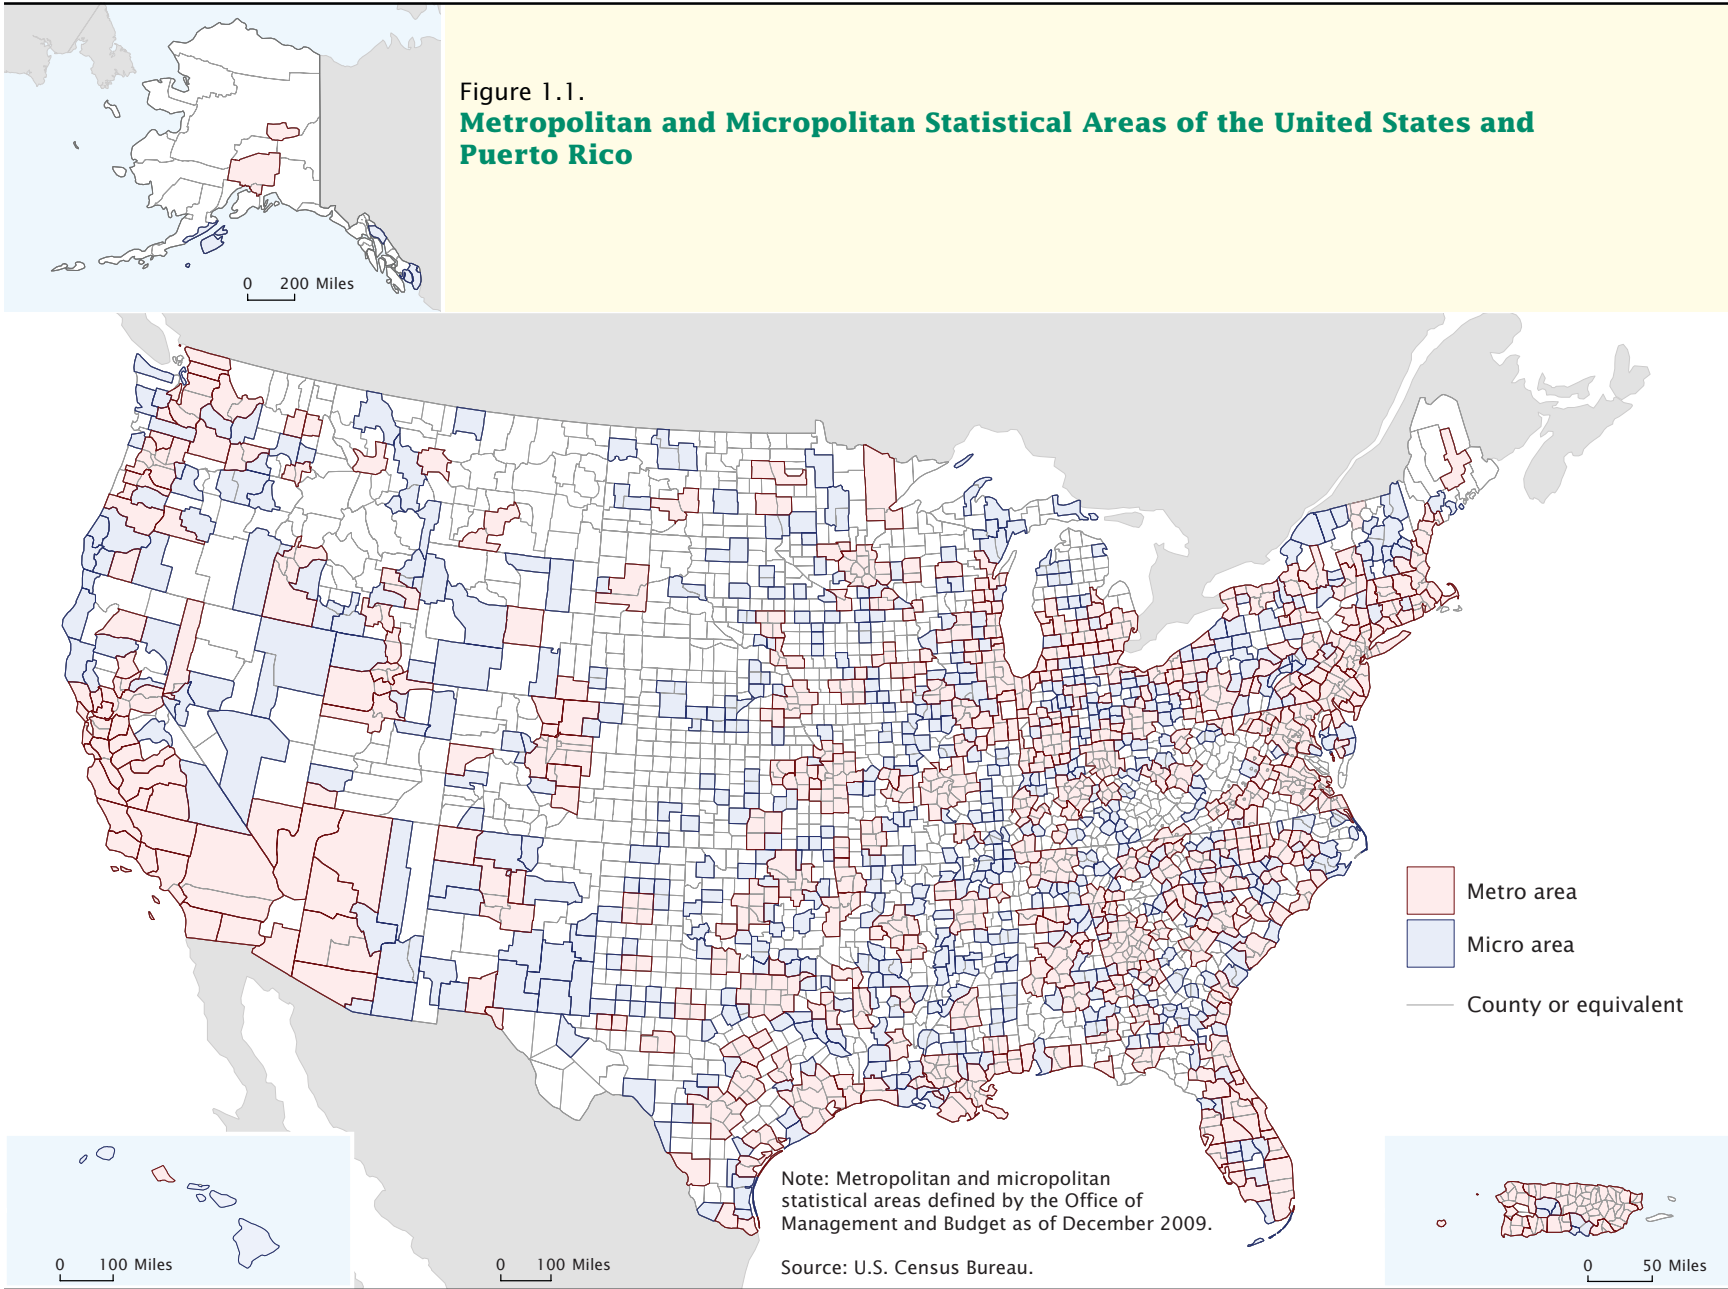 Figure 1.1.
Metropolitan and Micropolitan Statistical Areas of the United States and
Puerto Rico
0 200 Miles
Metro area
Micro area
County or equivalent
Note: Metropolitan and micropolitan
statistical areas defined by the Office of
Management and Budget as of December 2009.
Source: U.S. Census Bureau.
0 100 Miles
0 100 Miles
0 50 Miles